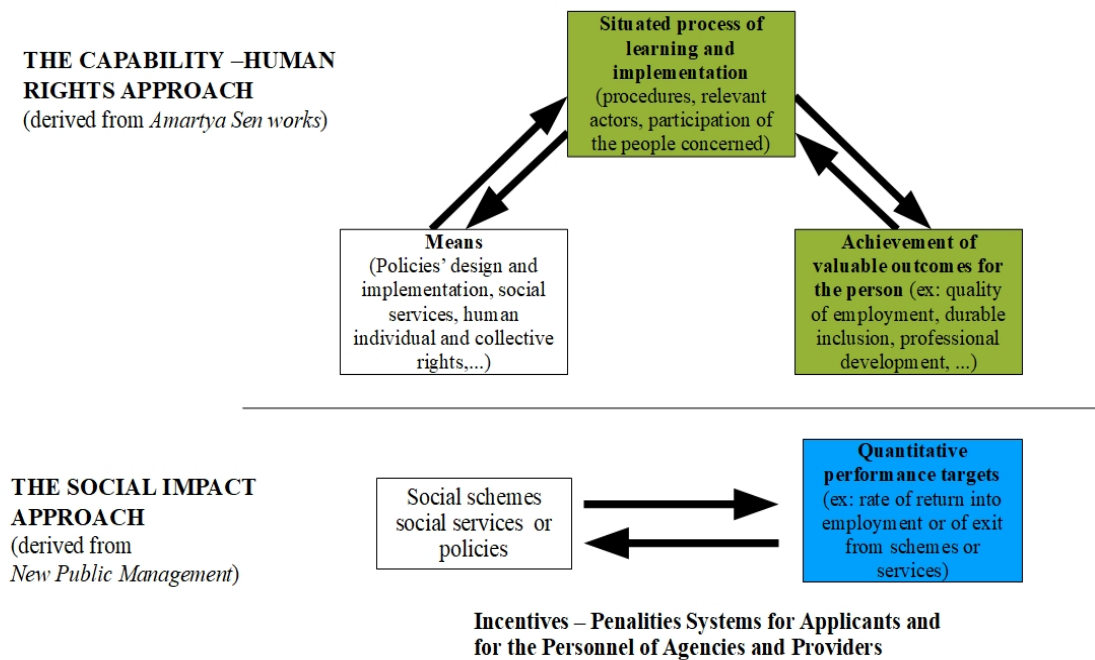 THE CAPABILITY –HUMAN
RIGHTS APPROACH
(derived from Amartya Sen works)
Situated process of
learning and
implementation
(procedures, relevant
actors, participation of
the people concerned)
Means
(Policies’ design and
implementation, social
services, human
individual and collective
rights,...)
Achievement of
valuable outcomes for
the person (ex: quality
of employment, durable
inclusion, professional
development, ...)
THE SOCIAL IMPACT
APPROACH
(derived from
New Public Management)
Social schemes
social services or
policies
Quantitative
performance targets
(ex: rate of return into
employment or of exit
from schemes or
services)
Incentives – Penalities Systems for Applicants and
for the Personnel of Agencies and Providers